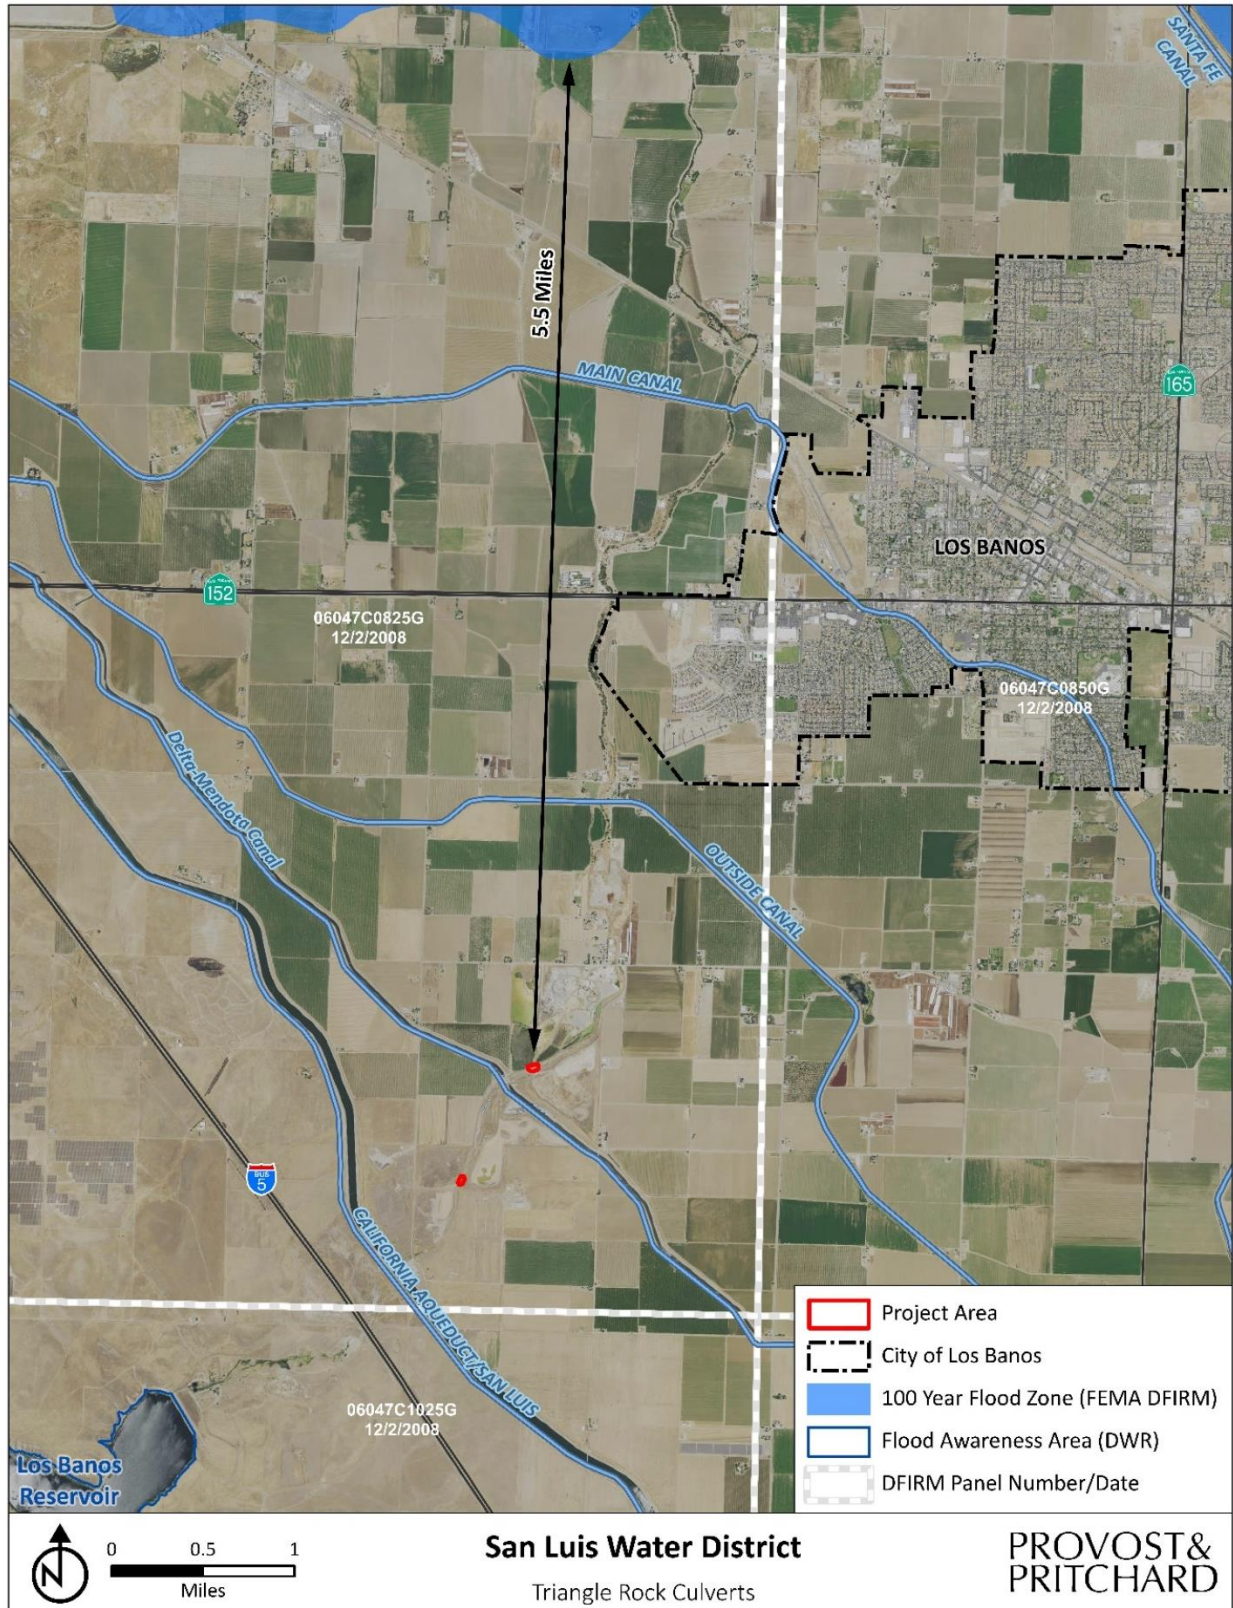 SANTA FE
CANAL
5.5 Miles
MAIN CANAL
165
LOS BANOS
152
06047C0825G
12/2/2008
06047C0850G
12/2/2008
Delta-Mendota Canal
OUTSIDE CANAL
5
CALIFORNIA AQUEDUCT/SAN LUIS
06047C1025G
12/2/2008
Los Banos
Reservoir
Project Area
City of Los Banos
100 Year Flood Zone (FEMA DFIRM)
Flood Awareness Area (DWR)
DFIRM Panel Number/Date
N
0 0.5 1
Miles
San Luis Water District
Triangle Rock Culverts
PROVOST&
PRITCHARD